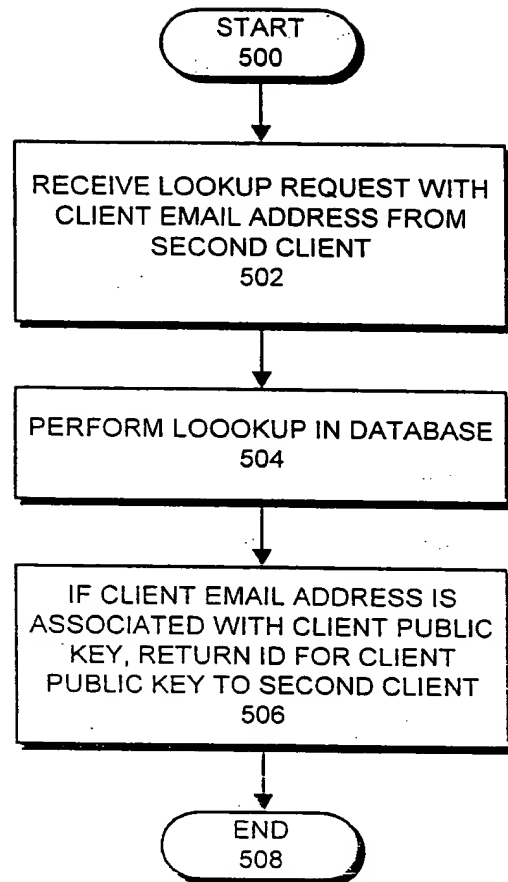 START
500
RECEIVE LOOKUP REQUEST WITH
CLIENT EMAIL ADDRESS FROM
SECOND CLIENT
502
PERFORM LOOOKUP IN DATABASE
504
IF CLIENT EMAIL ADDRESS IS
ASSOCIATED WITH CLIENT PUBLIC
KEY, RETURN ID FOR CLIENT
PUBLIC KEY TO SECOND CLIENT
506
END
508